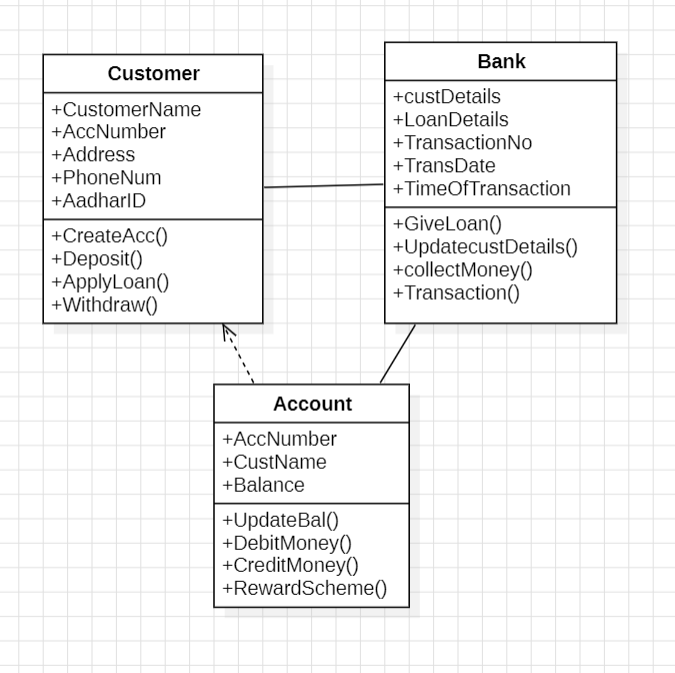 Customer
+CustomerName
+AccNumber
+Address
+PhoneNum
+AadharID
+CreateAcc()
+Deposit()
+ApplyLoan()
+Withdraw()
Bank
+custDetails
+LoanDetails
+TransactionNo
+TransDate
+TimeOfTransaction
+GiveLoan()
+UpdatecustDetails()
+collectMoney()
+Transaction()
Account
+AccNumber
+CustName
+Balance
+UpdateBal()
+DebitMoney()
+CreditMoney()
+RewardScheme()